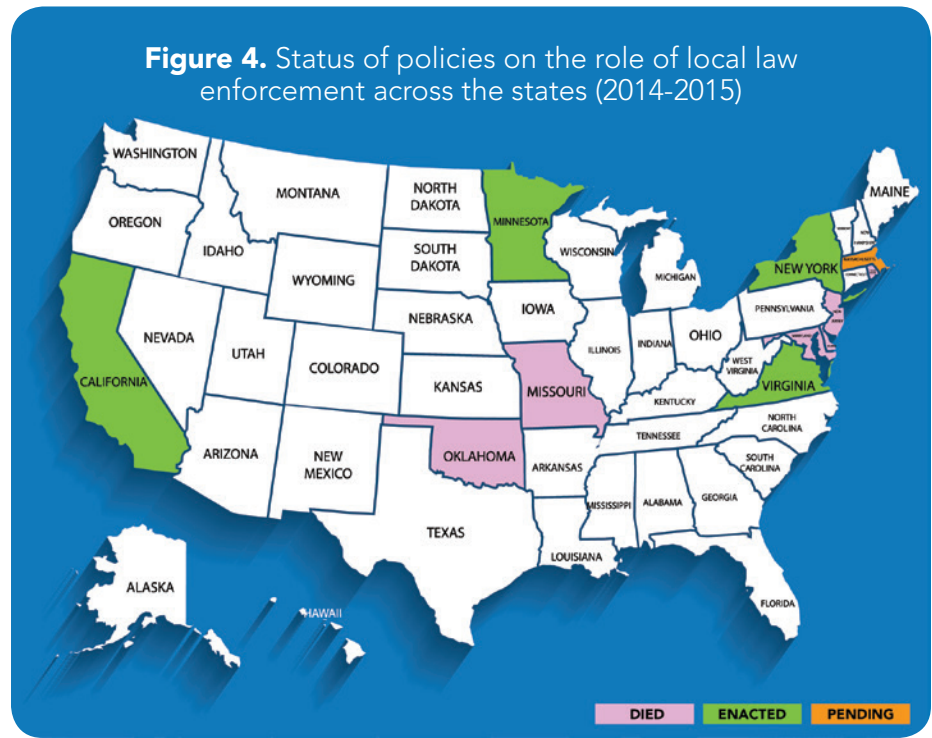 Figure 4. Status of policies on the role of local law
enforcement across the states (2014-2015)
WASHINGTON
MONTANA
NORTH
DAKOTA
MINNESOTA
MAINE
OREGON
IDAHO
SOUTH
DAKOTA
WISCONSIN
MICHIGAN
NEW YORK
MASSACHUSETTS
CONNECTICUT
WYOMING
IOWA
PENNSYLVANIA
NEBRASKA
NEVADA
UTAH
COLORADO
ILLINOIS
INDIANA
OHIO
WEST
VIRGINIA
CALIFORNIA
KANSAS
MISSOURI
KENTUCKY
VIRGINIA
ARIZONA
NEW
MEXICO
OKLAHOMA
ARKANSAS
TENNESSEE
NORTH
CAROLINA
SOUTH
CAROLINA
MISSISSIPPI
ALABAMA
GEORGIA
TEXAS
LOUISIANA
ALASKA
HAWAII
FLORIDA
DIED
ENACTED
PENDING